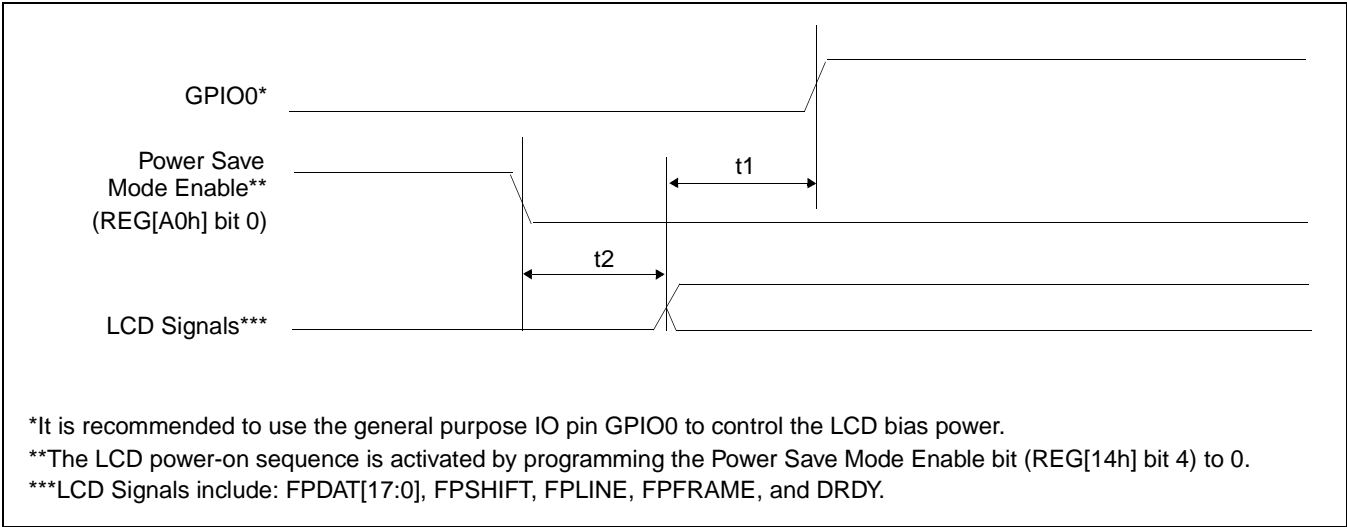 GPIO0*
Power Save
Mode Enable**
(REG[A0h] bit 0)
t1
t2
LCD Signals***
*It is recommended to use the general purpose IO pin GPIO0 to control the LCD bias power.
**The LCD power-on sequence is activated by programming the Power Save Mode Enable bit (REG[14h] bit 4) to 0.
***LCD Signals include: FPDAT[17:0], FPSHIFT, FPLINE, FPFRAME, and DRDY.